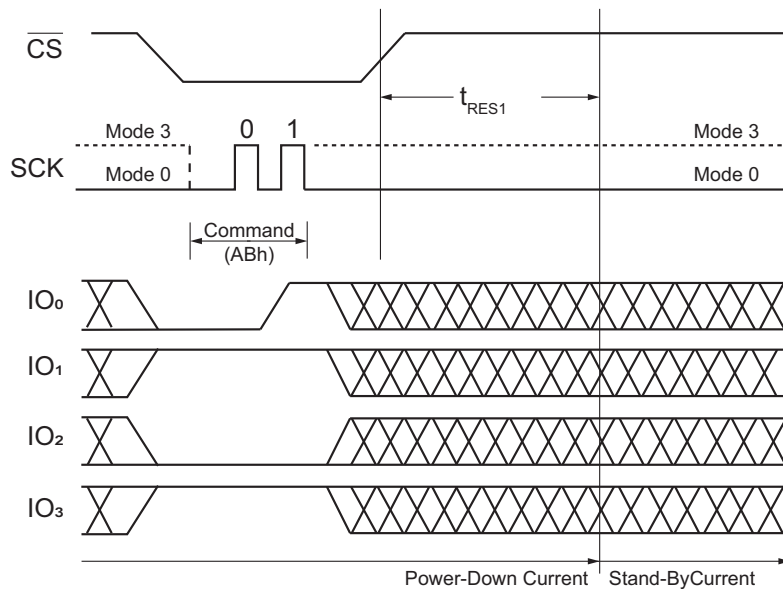 CS
tRES1
0 1
Mode 3 Mode 3
SCK
Mode 0 Mode 0
Command
(ABh)
IO₀
IO₁
IO₂
IO₃
Power-Down Current Stand-ByCurrent